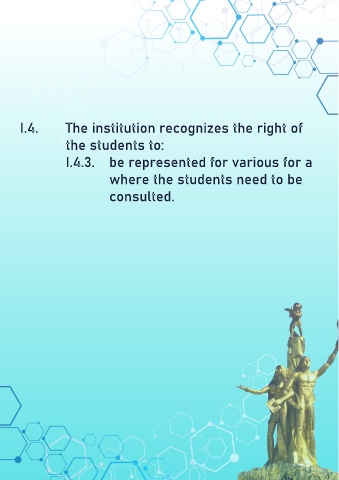 I.4. The institution recognizes the right of
the students to:
I.4.3. be represented for various for a
where the students need to be
consulted.